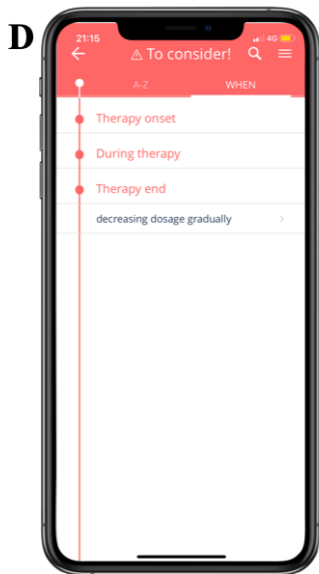 D
21:15 4G
To consider!
A-Z WHEN
Therapy onset
During therapy
Therapy end
decreasing dosage gradually